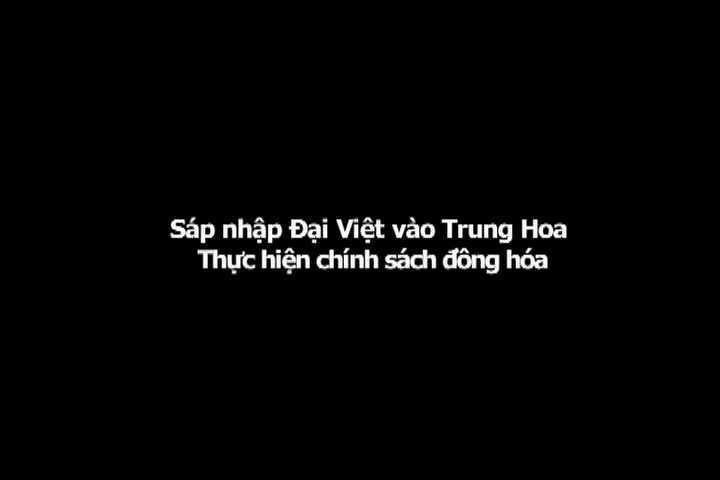 Sáp nhập Đại Việt vào Trung Hoa
Thực hiện chính sách đông hóa